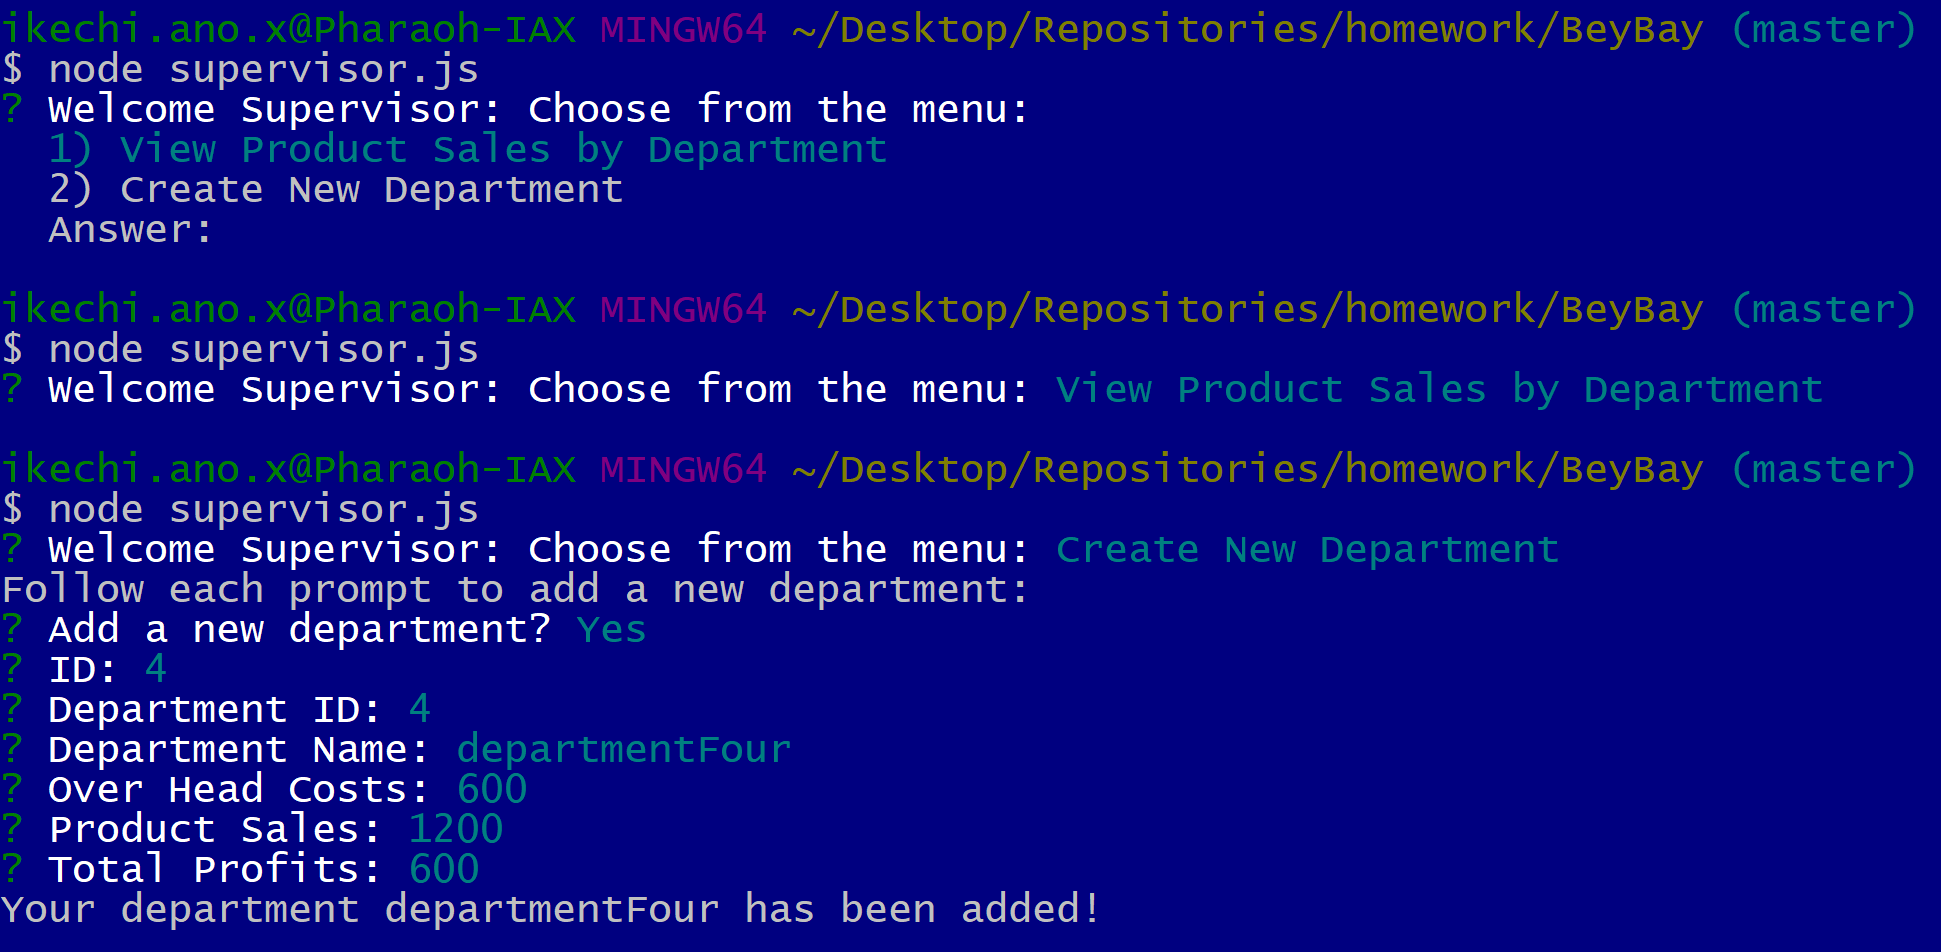 ikechi.ano.x@Pharaoh-IAX MINGW64 ~/Desktop/Repositories/homework/BeyBay (master)
$ node supervisor.js
? Welcome Supervisor: Choose from the menu:
  1) View Product Sales by Department
  2) Create New Department
  Answer:
ikechi.ano.x@Pharaoh-IAX MINGW64 ~/Desktop/Repositories/homework/BeyBay (master)
$ node supervisor.js
? Welcome Supervisor: Choose from the menu: View Product Sales by Department
ikechi.ano.x@Pharaoh-IAX MINGW64 ~/Desktop/Repositories/homework/BeyBay (master)
$ node supervisor.js
? Welcome Supervisor: Choose from the menu: Create New Department
Follow each prompt to add a new department:
? Add a new department? Yes
? ID: 4
? Department ID: 4
? Department Name: departmentFour
? Over Head Costs: 600
? Product Sales: 1200
? Total Profits: 600
Your department departmentFour has been added!